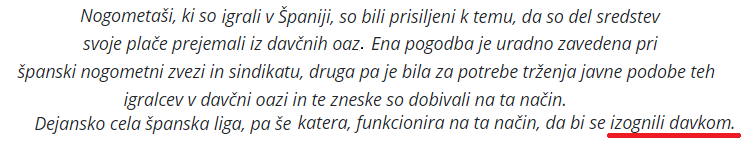 Nogometaši, ki so igrali v Španiji, so bili prisiljeni k temu, da so del sredstev
svoje plače prejemali iz davčnih oaz. Ena pogodba je uradno zavedena pri
španski nogometni zvezi in sindikatu, druga pa je bila za potrebe trženja javne podobe teh
igralcev v davčni oazi in te zneske so dobivali na ta način.
Dejansko cela španska liga, pa še katera, funkcionira na ta način, da bi se izognili davkom.